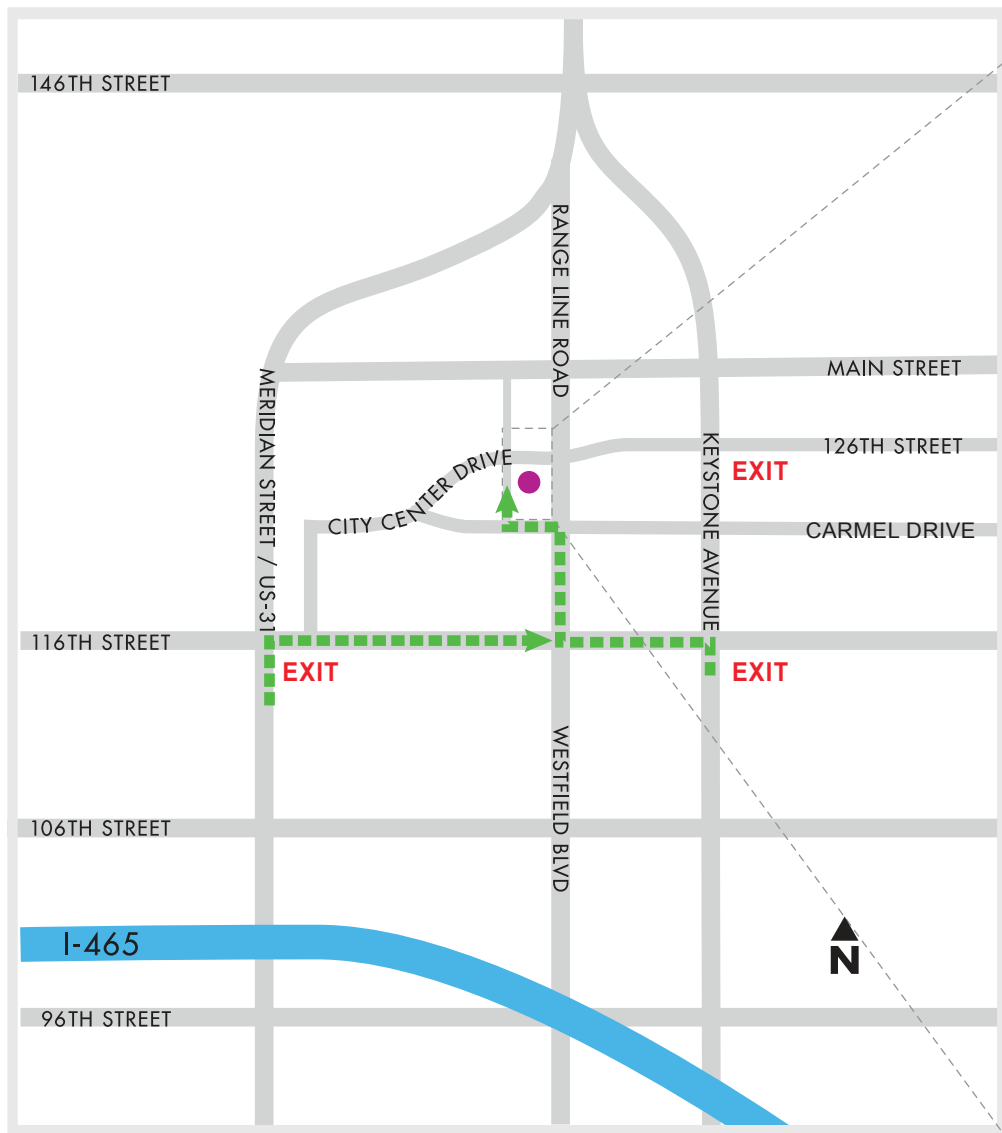 146TH STREET
RANGE LINE ROAD
MAIN STREET
MERIDIAN STREET / US-31
KEYSTONE AVENUE
126TH STREET
CITY CENTER DRIVE
EXIT
CARMEL DRIVE
116TH STREET
EXIT
EXIT
WESTFIELD BLVD
106TH STREET
I-465
N
96TH STREET